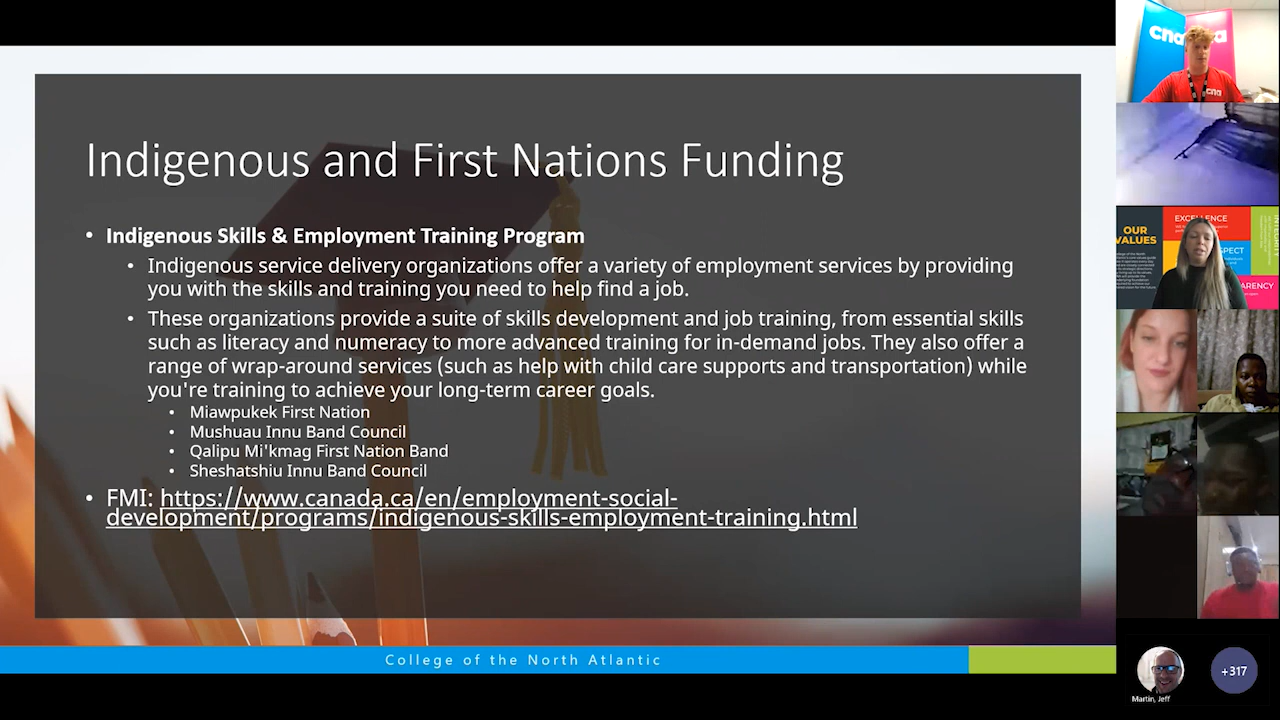 Indigenous and First Nations Funding
• Indigenous Skills & Employment Training Program
• Indigenous service delivery organizations offer a variety of employment services by providing
you with the skills and training you need to help find a job.
• These organizations provide a suite of skills development and job training, from essential skills
such as literacy and numeracy to more advanced training for in-demand jobs. They also offer a
range of wrap-around services (such as help with child care supports and transportation) while
you're training to achieve your long-term career goals.
• Miawpukek First Nation
• Mushuau Innu Band Council
• Qalipu Mi'kmag First Nation Band
• Sheshatshiu Innu Band Council
• FMI: https://www.canada.ca/en/employment-social-
development/programs/indigenous-skills-employment-training.html
College of the North Atlantic
cna
cna
OUR
VALUES
EXCELLENCE
Martin, Jeff
+317